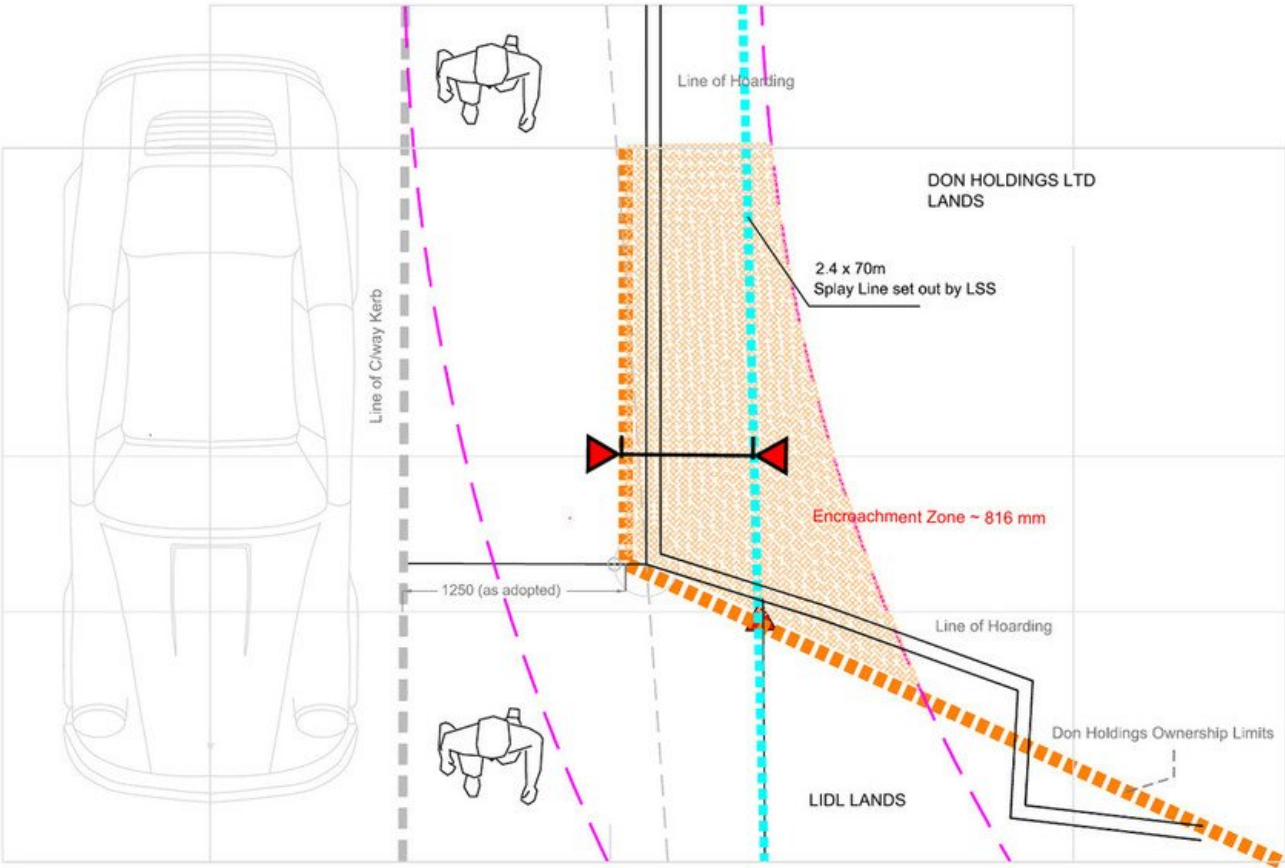 Line of Hoarding
DON HOLDINGS LTD
LANDS
2.4 x 70m
Splay Line set out by LSS
Line of C/way Kerb
Encroachment Zone ~ 816 mm
1250 (as adopted)
Line of Hoarding
Don Holdings Ownership Limits
LIDL LANDS